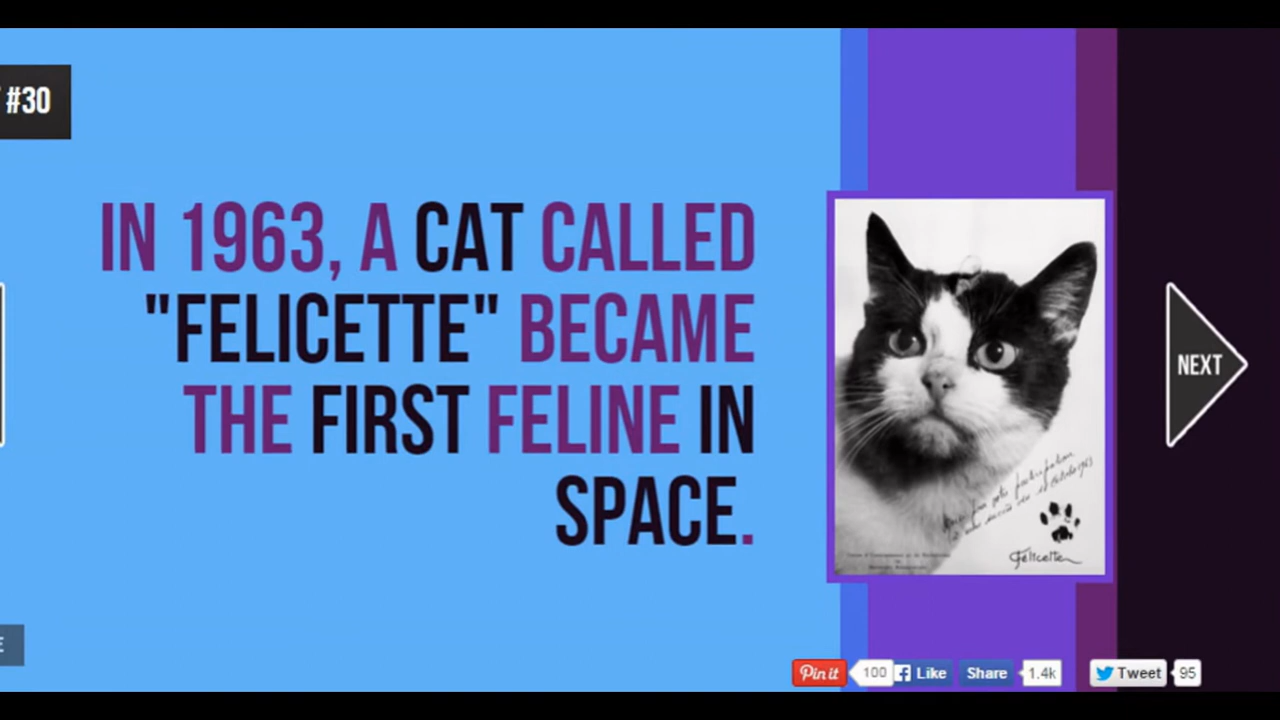 #30
IN 1963, A CAT CALLED
"FELICETTE" BECAME
THE FIRST FELINE IN
SPACE.
NEXT
Félicette
Pin it 100 Like Share 1.4k Tweet 95